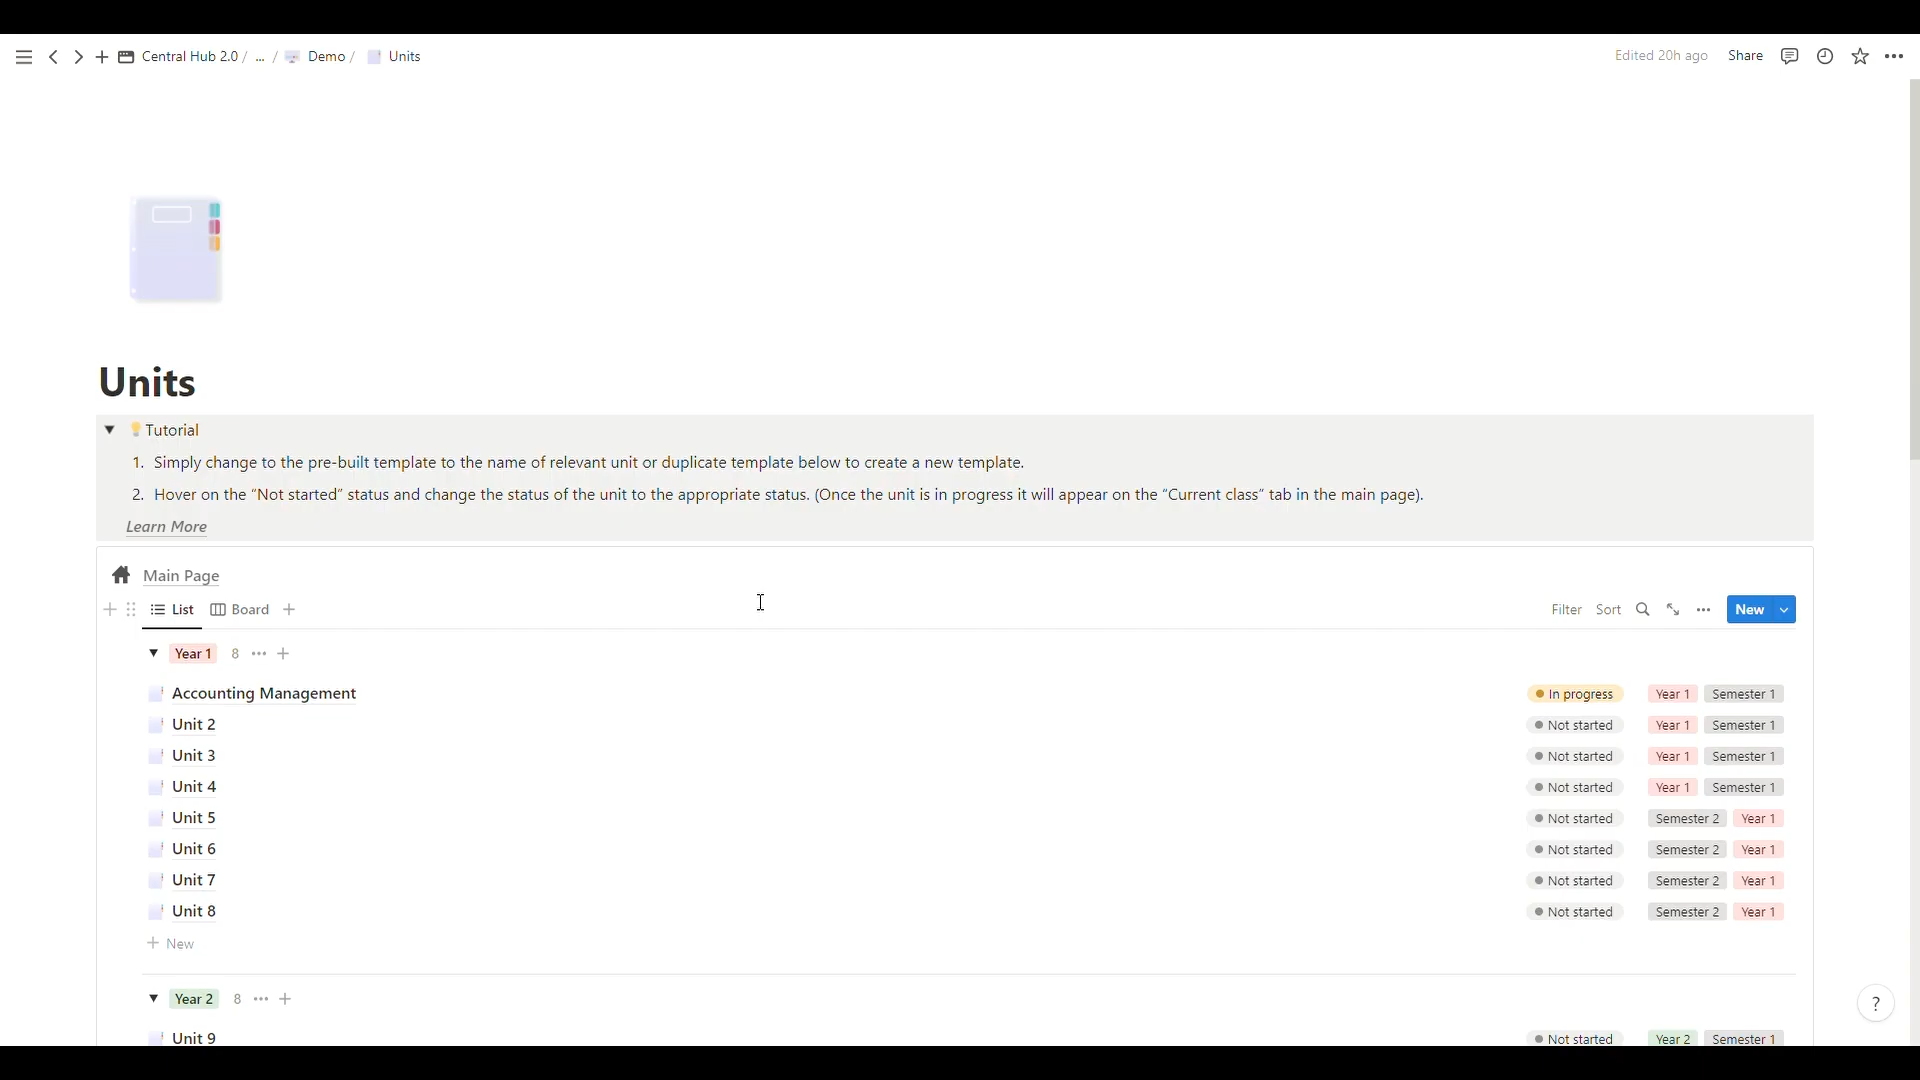 Central Hub 2.0 / ... / Demo / Units
Edited 20h ago Share
Units
Tutorial
1. Simply change to the pre-built template to the name of relevant unit or duplicate template below to create a new template.
2. Hover on the “Not started” status and change the status of the unit to the appropriate status. (Once the unit is in progress it will appear on the “Current class” tab in the main page).
Learn More
Main Page
List Board
Filter Sort New
Year 1 8
Accounting Management In progress Year 1 Semester 1
Unit 2 Not started Year 1 Semester 1
Unit 3 Not started Year 1 Semester 1
Unit 4 Not started Year 1 Semester 1
Unit 5 Not started Semester 2 Year 1
Unit 6 Not started Semester 2 Year 1
Unit 7 Not started Semester 2 Year 1
Unit 8 Not started Semester 2 Year 1
+ New
Year 2 8
?
Unit 9 Not started Year 2 Semester 1